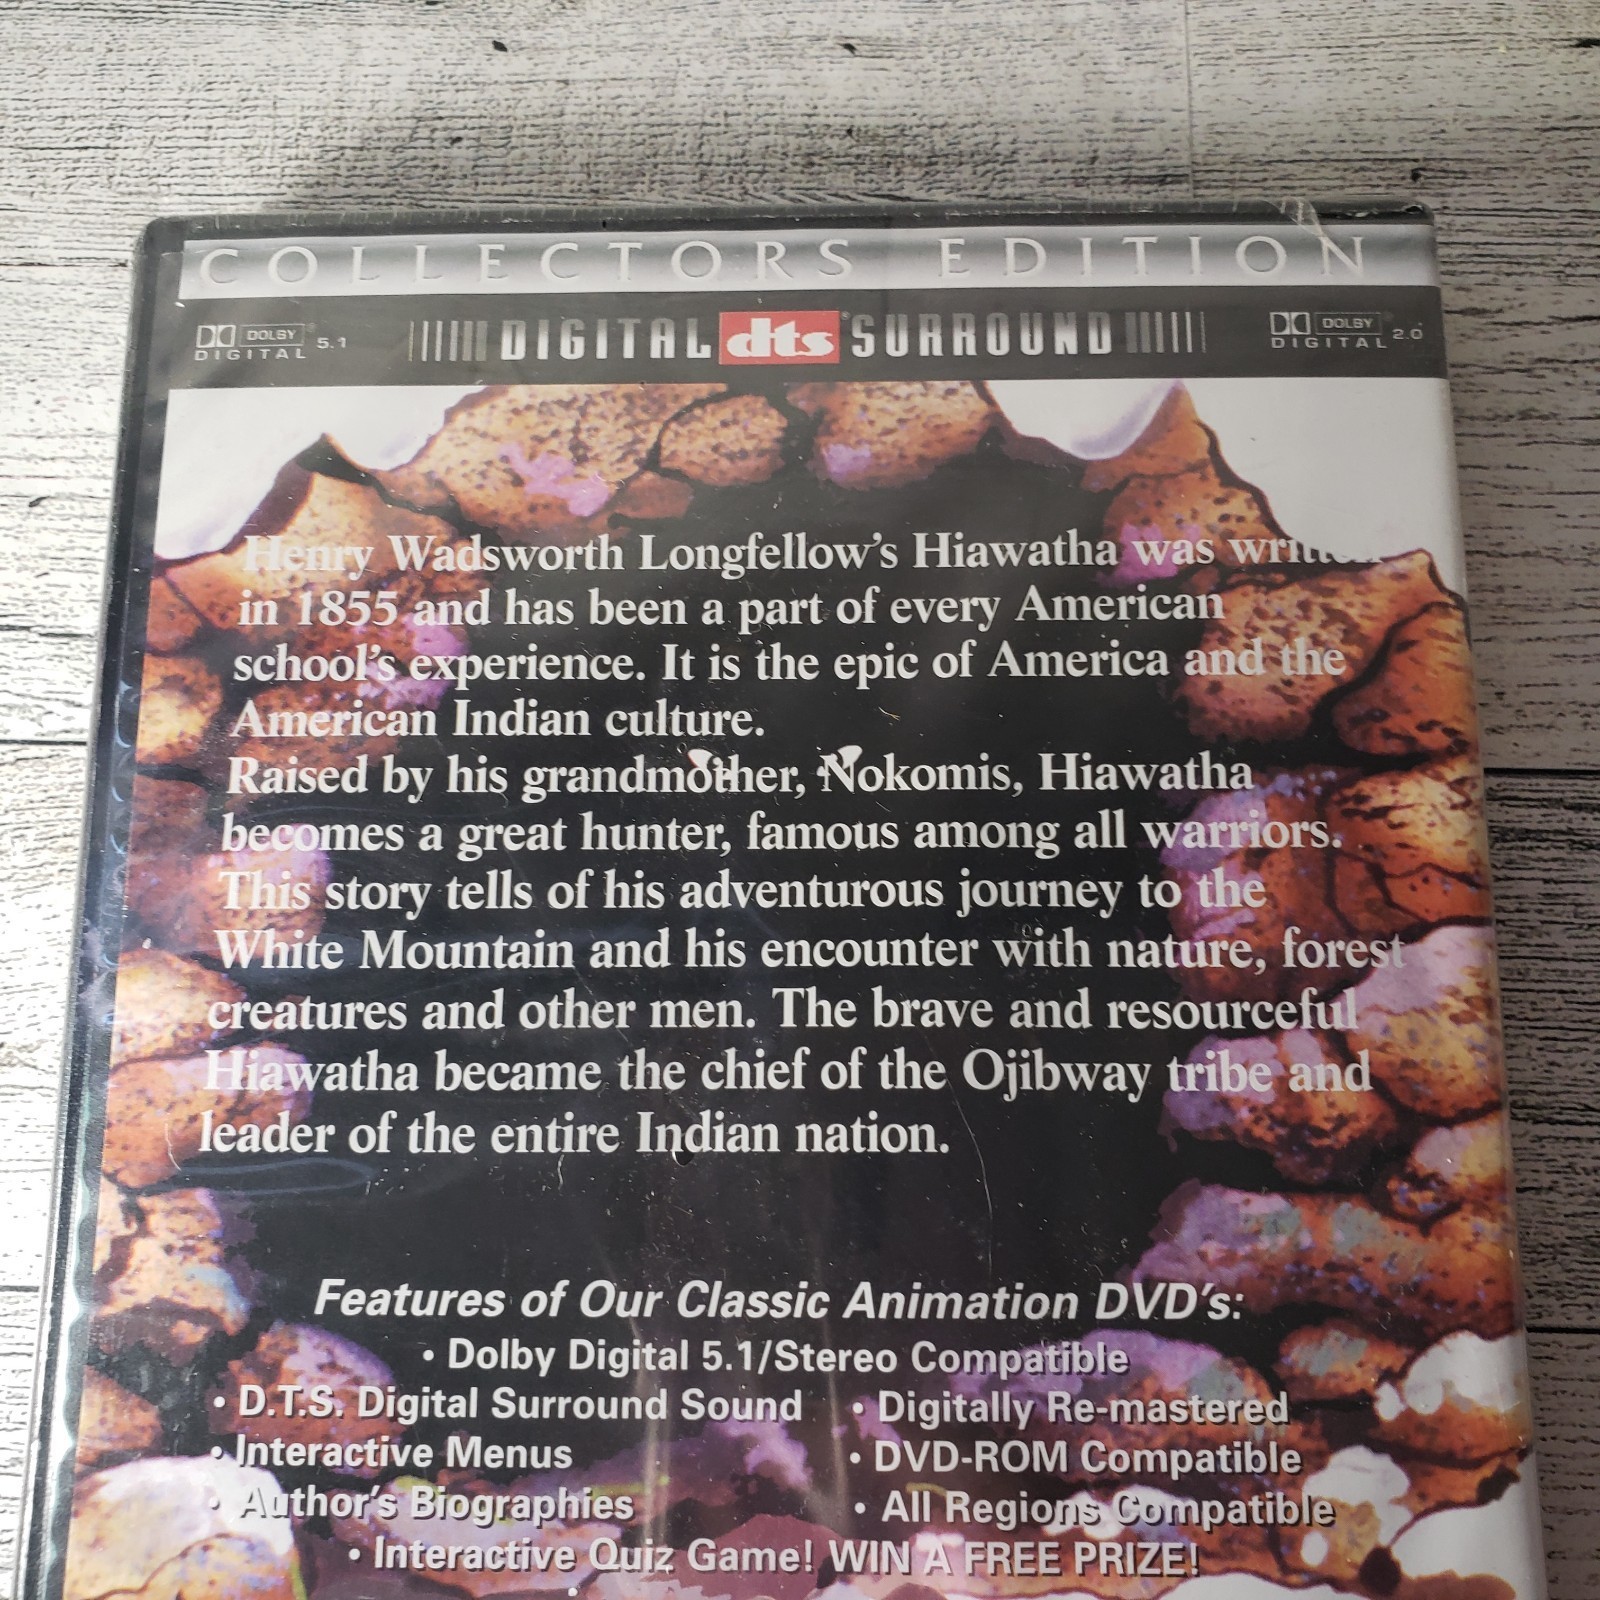 COLLECTORS EDITION
DOLBY DIGITAL 5.1 DIGITAL dts SURROUND DOLBY DIGITAL 2.0
Henry Wadsworth Longfellow's Hiawatha was written
in 1855 and has been a part of every American
school's experience. It is the epic of America and the
American Indian culture.
Raised by his grandmother, Nokomis, Hiawatha
becomes a great hunter, famous among all warriors.
This story tells of his adventurous journey to the
White Mountain and his encounter with nature, forest
creatures and other men. The brave and resourceful
Hiawatha became the chief of the Ojibway tribe and
leader of the entire Indian nation.
Features of Our Classic Animation DVD's:
• Dolby Digital 5.1/Stereo Compatible
• D.T.S. Digital Surround Sound • Digitally Re-mastered
• Interactive Menus • DVD-ROM Compatible
• Author's Biographies • All Regions Compatible
• Interactive Quiz Game! WIN A FREE PRIZE!